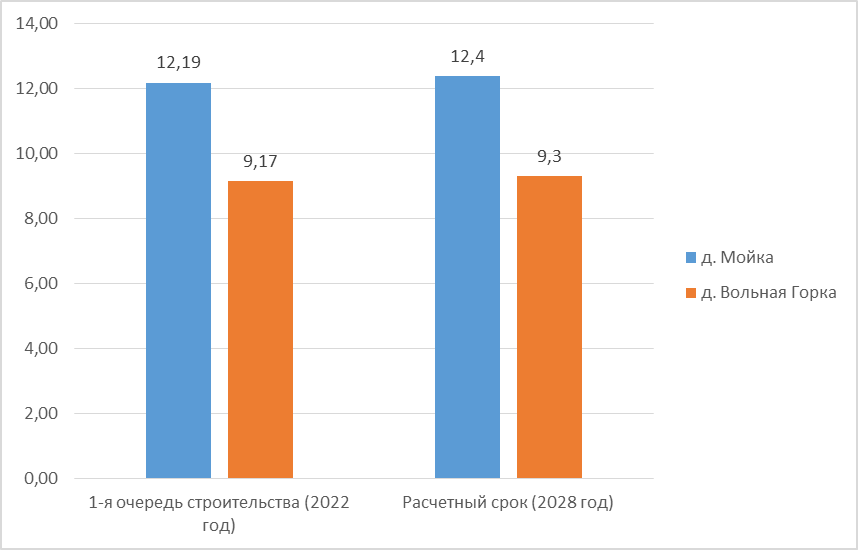 14,00
12,00
10,00
8,00
6,00
4,00
2,00
0,00
12,19
9,17
12,4
9,3
1-я очередь строительства (2022
год)
Расчетный срок (2028 год)
д. Мойка
д. Вольная Горка